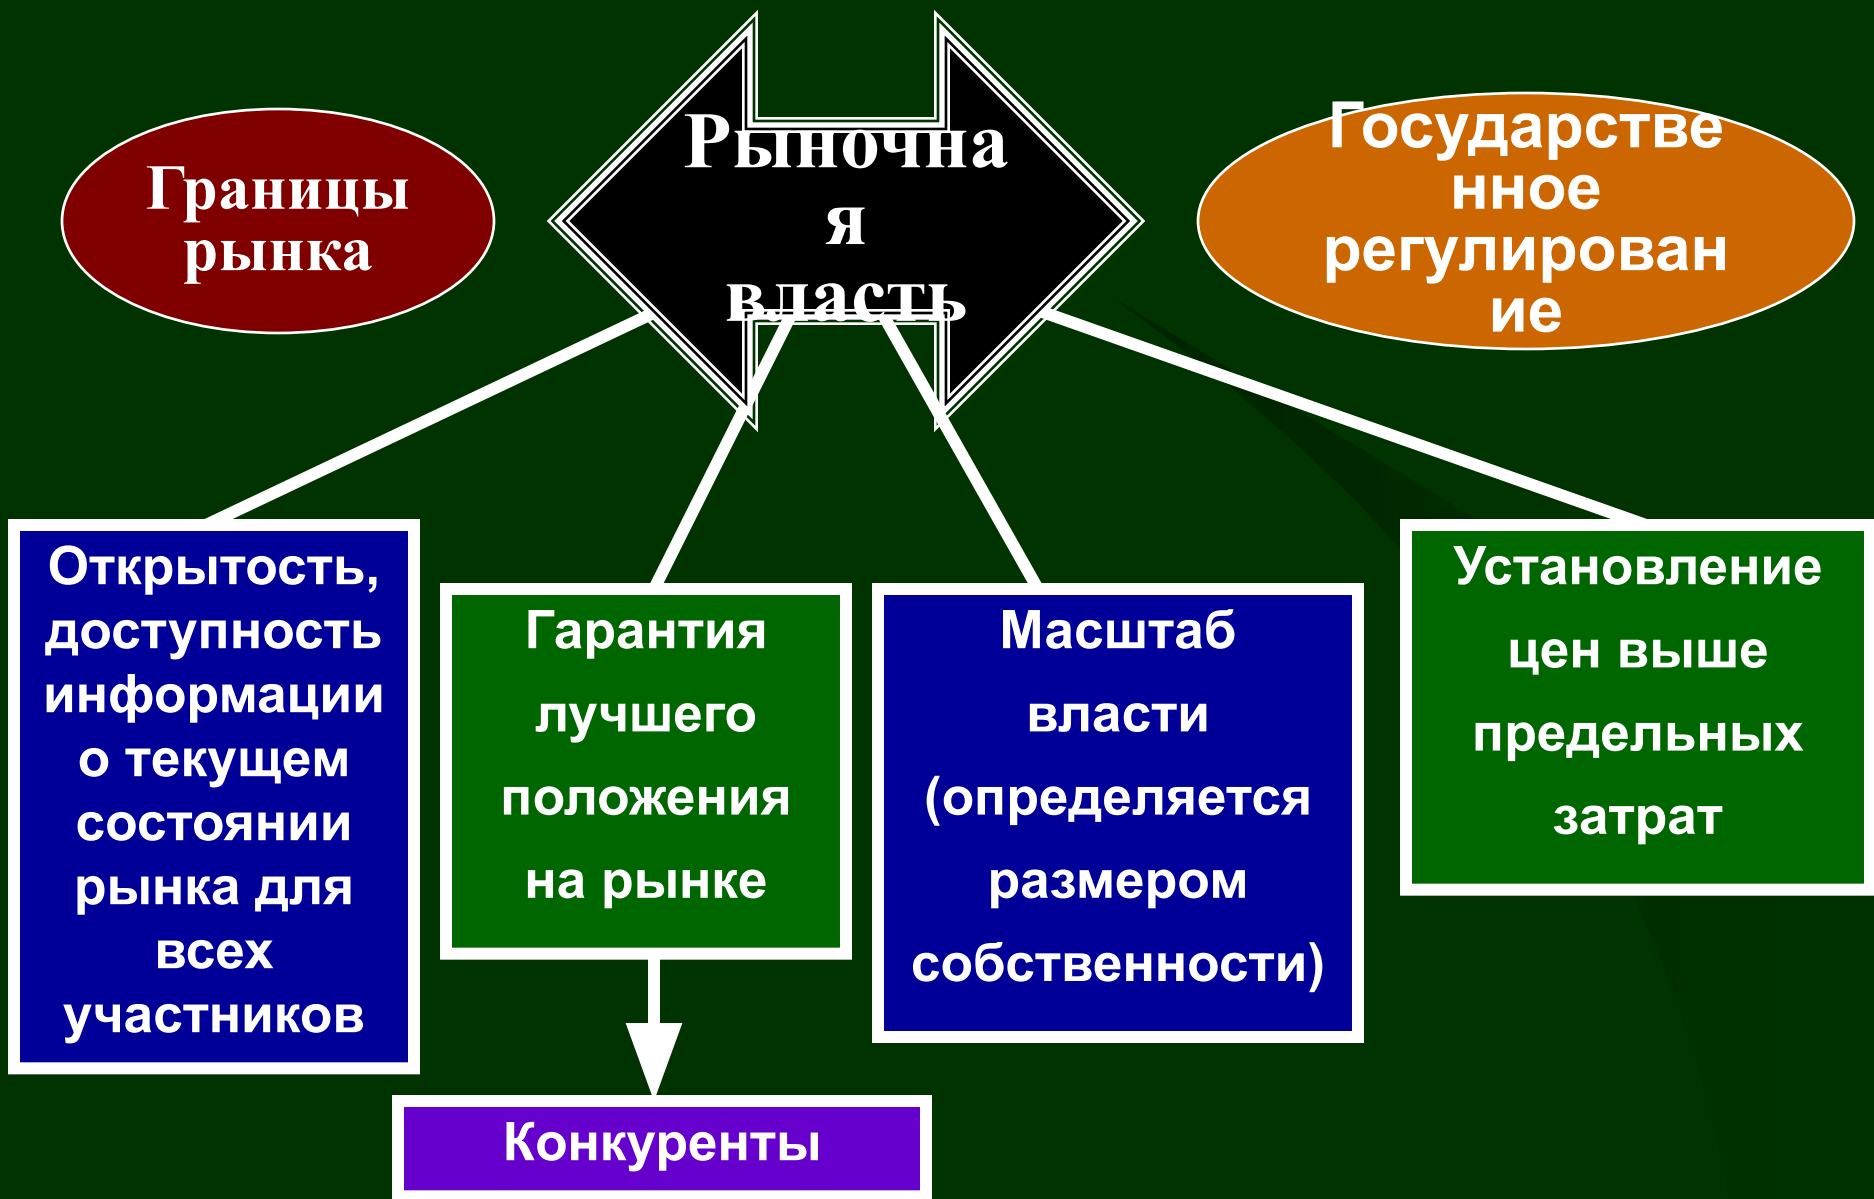 Границы
рынка
Рыночна
я
власть
Государстве
нное
регулирован
ие
Открытость,
доступность
информации
о текущем
состоянии
рынка для
всех
участников
Гарантия
лучшего
положения
на рынке
Масштаб
власти
(определяется
размером
собственности)
Установление
цен выше
предельных
затрат
Конкуренты